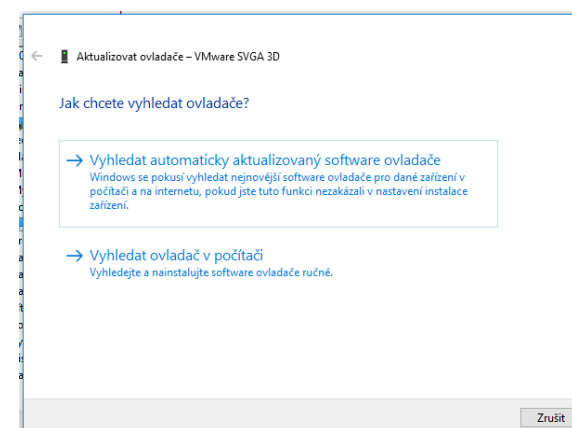 Aktualizovat ovladače – VMware SVGA 3D
Jak chcete vyhledat ovladače?
Vyhledat automaticky aktualizovaný software ovladače
Windows se pokusí vyhledat nejnovější software ovladače pro dané zařízení v
počítači a na internetu, pokud jste tuto funkci nezakázali v nastavení instalace
zařízení.
Vyhledat ovladač v počítači
Vyhledejte a nainstalujte software ovladače ručně.
Zrušit